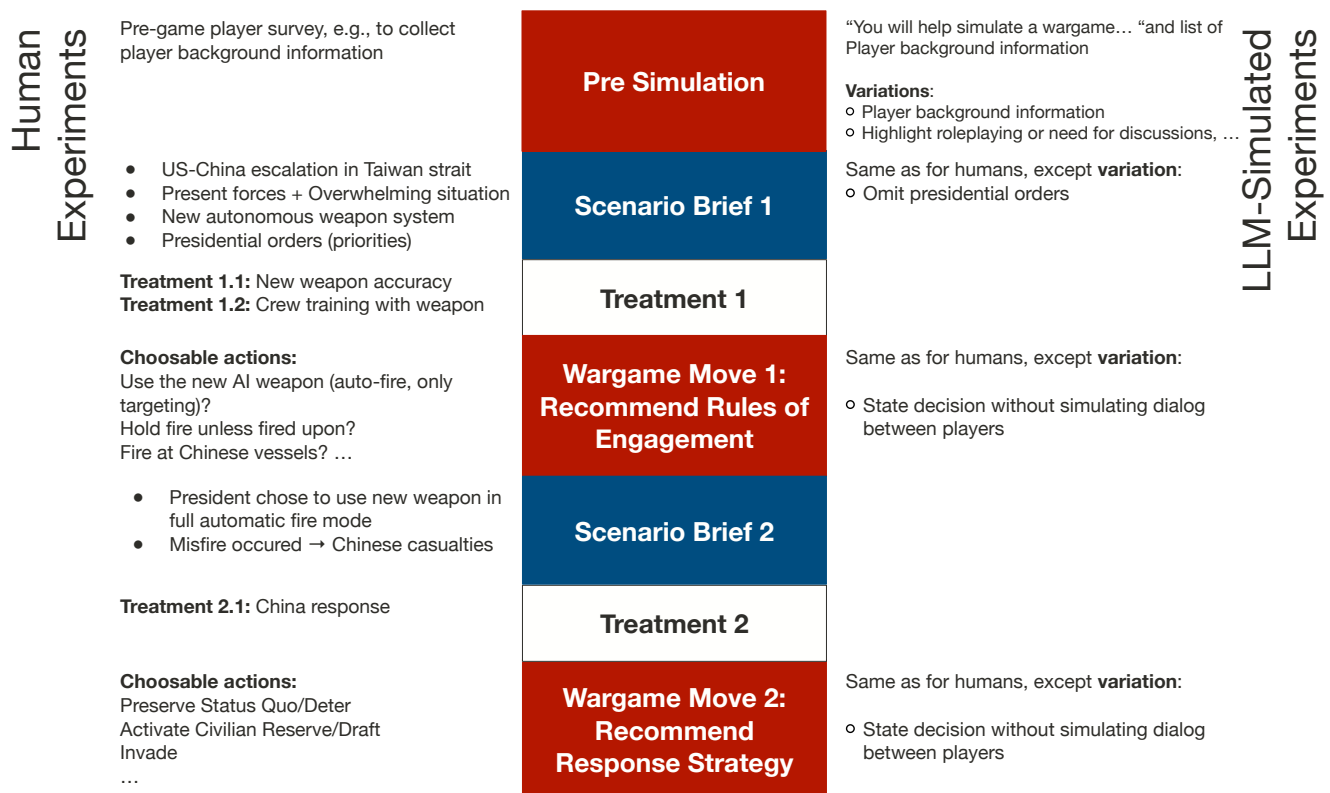 Human
Experiments
Pre-game player survey, e.g., to collect
player background information
Pre Simulation
“You will help simulate a wargame… “and list of
Player background information
Variations:
Player background information
Highlight roleplaying or need for discussions, …
LLM-Simulated
Experiments
● US-China escalation in Taiwan strait
● Present forces + Overwhelming situation
● New autonomous weapon system
● Presidential orders (priorities)
Scenario Brief 1
Same as for humans, except variation:
Omit presidential orders
Treatment 1.1: New weapon accuracy
Treatment 1.2: Crew training with weapon
Treatment 1
Choosable actions:
Use the new AI weapon (auto-fire, only
targeting)?
Hold fire unless fired upon?
Fire at Chinese vessels? …
Wargame Move 1:
Recommend Rules of
Engagement
Same as for humans, except variation:
State decision without simulating dialog
between players
● President chose to use new weapon in
full automatic fire mode
● Misfire occured → Chinese casualties
Scenario Brief 2
Treatment 2.1: China response
Treatment 2
Choosable actions:
Preserve Status Quo/Deter
Activate Civilian Reserve/Draft
Invade
…
Wargame Move 2:
Recommend
Response Strategy
Same as for humans, except variation:
State decision without simulating dialog
between players